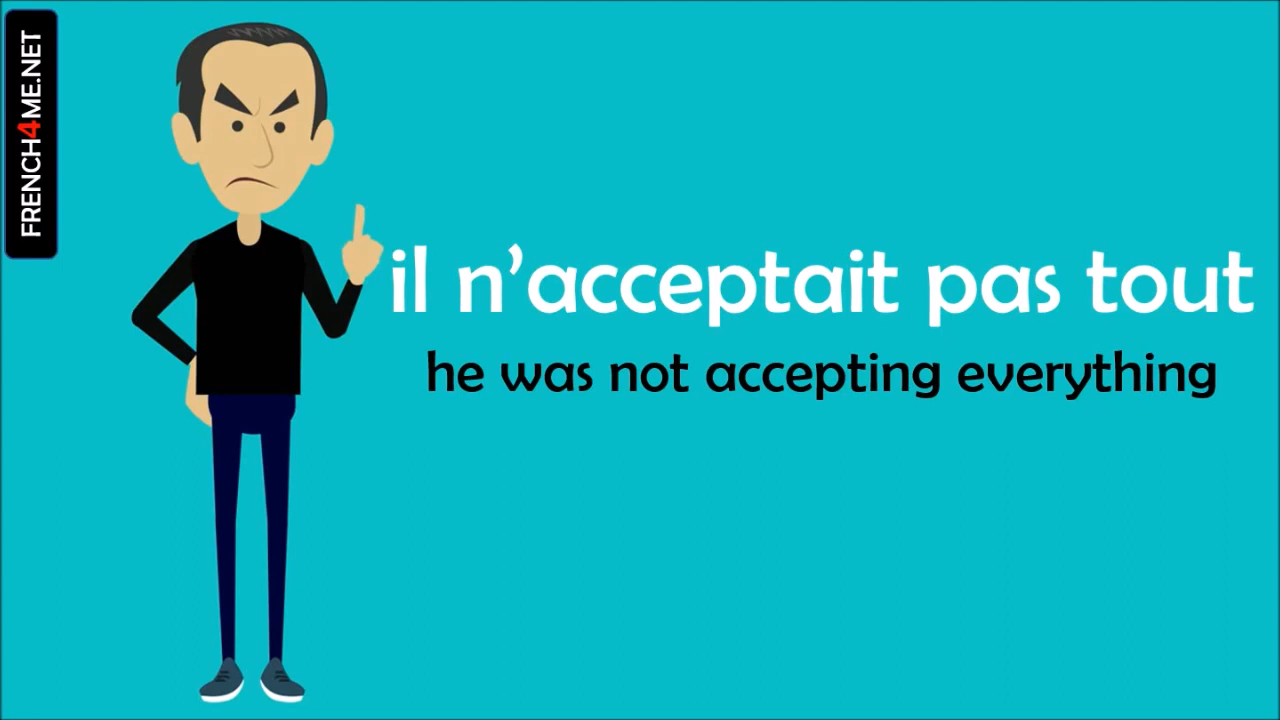 FRENCH4ME.NET
il n’acceptait pas tout
he was not accepting everything